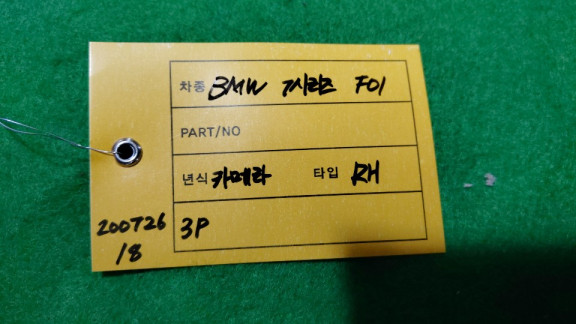 차종 BMW 7시리즈 F01
PART/NO
년식 카메라 타입 RH
3P
200726
18